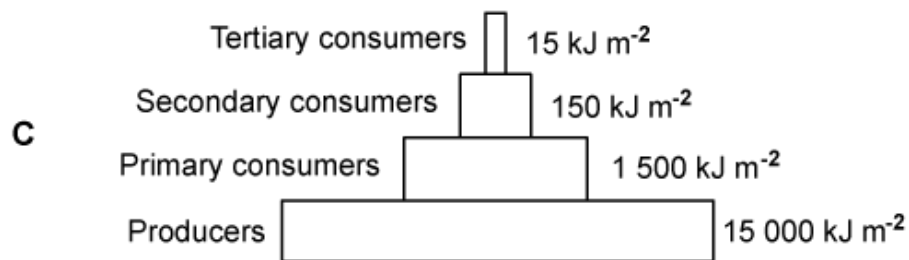 Tertiary consumers 15 kJ m⁻²
Secondary consumers 150 kJ m⁻²
C
Primary consumers 1 500 kJ m⁻²
Producers 15 000 kJ m⁻²